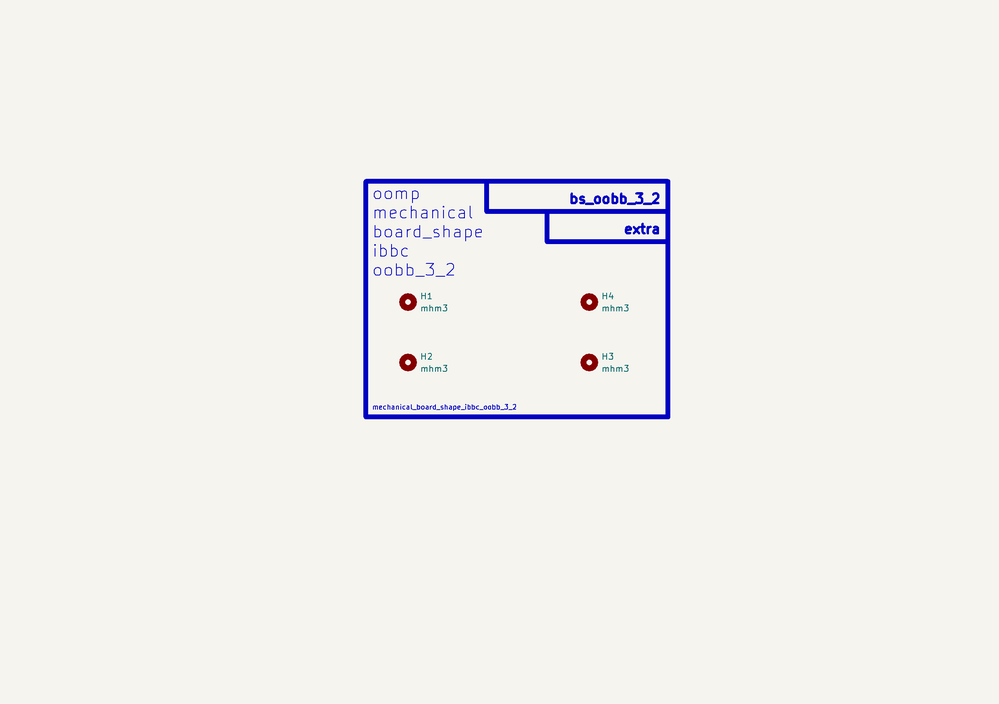 oomp
mechanical
board_shape
ibbc
oobb_3_2
bs_oobb_3_2
extra
H1
mhm3
H4
mhm3
H2
mhm3
H3
mhm3
mechanical_board_shape_ibbc_oobb_3_2